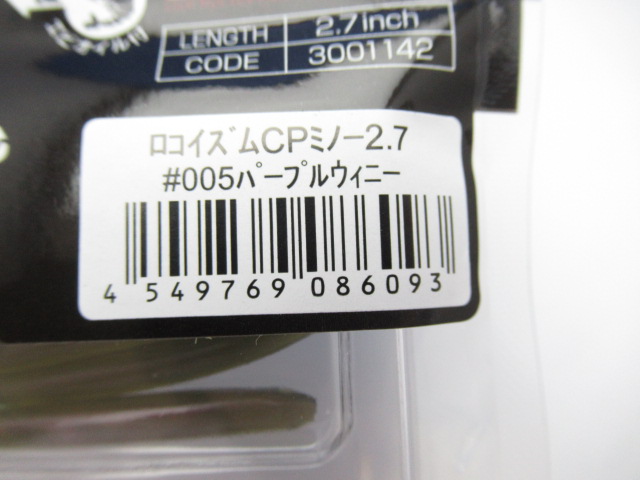 LENGTH 2.7inch
CODE 3001142
ロコイズムCPミノー2.7
#005パープルウィニー
4 549769 086093